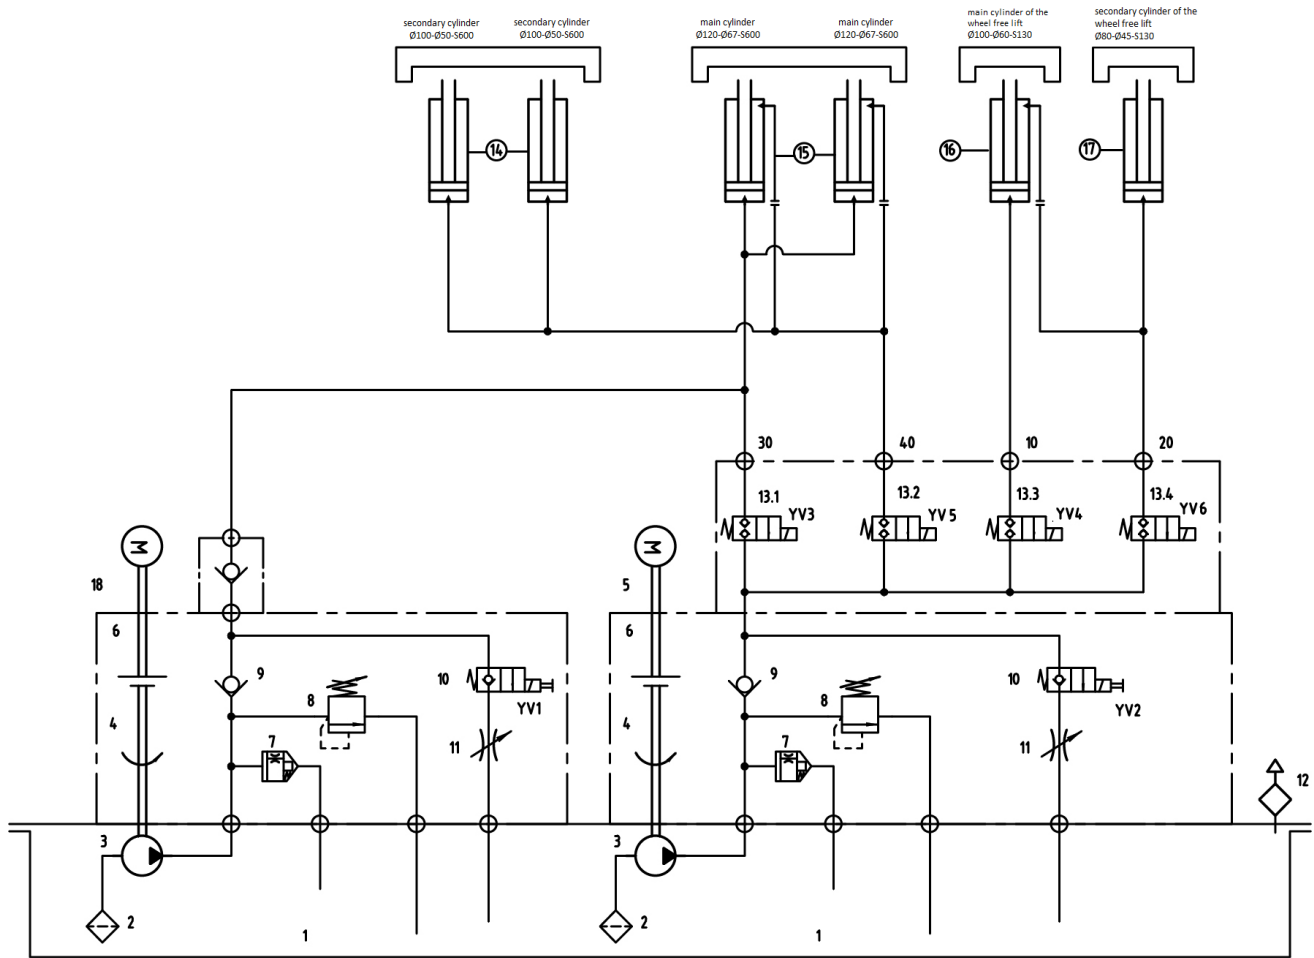 secondary cylinder
Ø100-Ø50-S600
secondary cylinder
Ø100-Ø50-S600
main cylinder
Ø120-Ø67-S600
main cylinder
Ø120-Ø67-S600
main cylinder of the
wheel free lift
Ø100-Ø60-S130
secondary cylinder of the
wheel free lift
Ø80-Ø45-S130
14
15
16
17
30
40
10
20
13.1
YV3
13.2
YV5
13.3
YV4
13.4
YV6
M
M
18
5
6
6
9
9
10
YV1
10
YV2
8
8
4
4
7
7
11
11
12
3
3
2
2
1
1